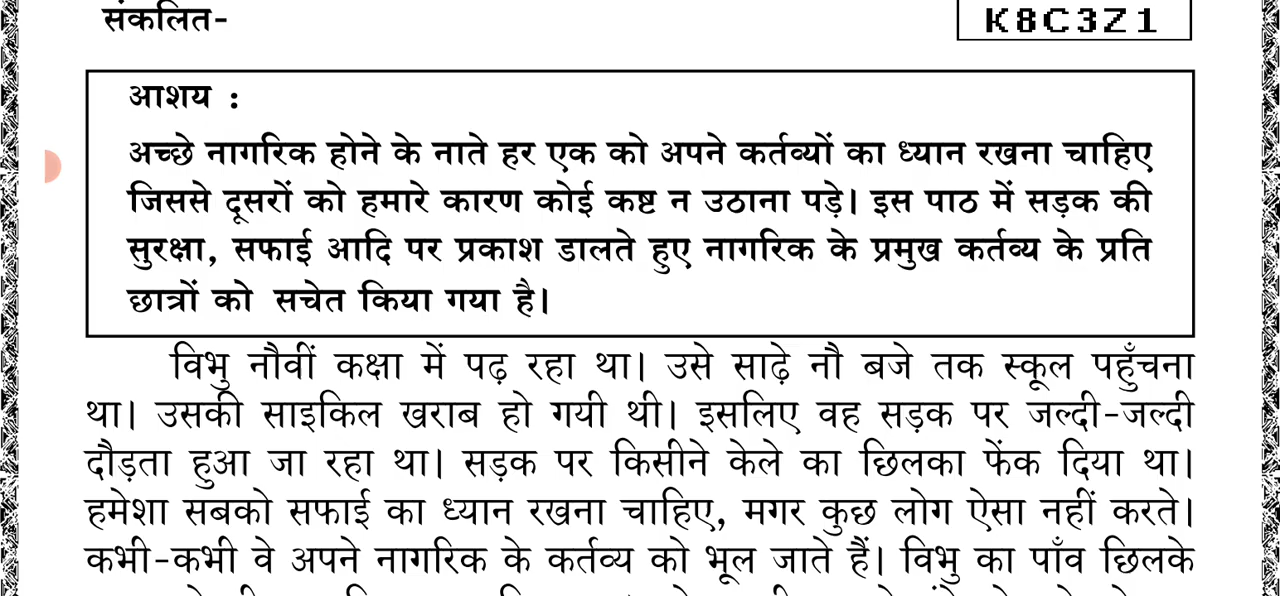 संकलित-
K8C3Z1
आशय :
अच्छे नागरिक होने के नाते हर एक को अपने कर्तव्यों का ध्यान रखना चाहिए
जिससे दूसरों को हमारे कारण कोई कष्ट न उठाना पड़े। इस पाठ में सड़क की
सुरक्षा, सफाई आदि पर प्रकाश डालते हुए नागरिक के प्रमुख कर्तव्य के प्रति
छात्रों को सचेत किया गया है।
विभु नौवीं कक्षा में पढ़ रहा था। उसे साढ़े नौ बजे तक स्कूल पहुँचना
था। उसकी साइकिल खराब हो गयी थी। इसलिए वह सड़क पर जल्दी-जल्दी
दौड़ता हुआ जा रहा था। सड़क पर किसीने केले का छिलका फेंक दिया था।
हमेशा सबको सफाई का ध्यान रखना चाहिए, मगर कुछ लोग ऐसा नहीं करते।
कभी-कभी वे अपने नागरिक के कर्तव्य को भूल जाते हैं। विभु का पाँव छिलके